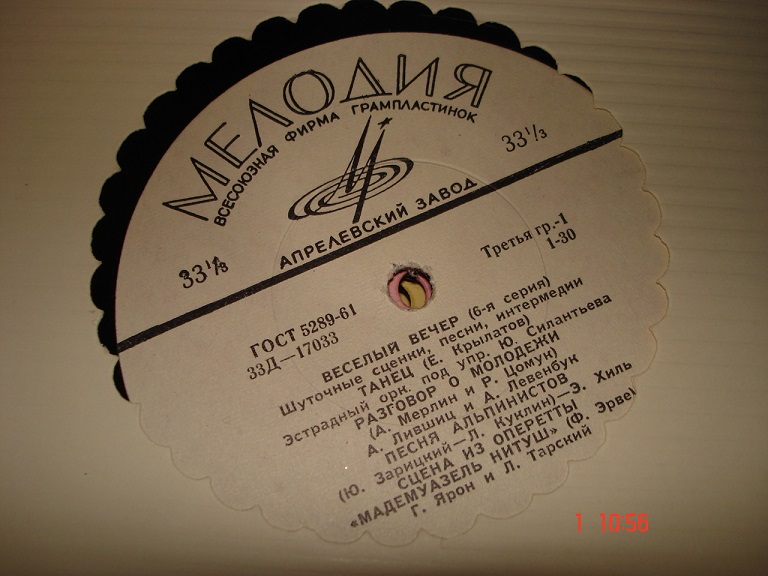 МЕЛОДИЯ
ВСЕСОЮЗНАЯ ФИРМА ГРАМПЛАСТИНОК
33⅓
33⅓
АПРЕЛЕВСКИЙ ЗАВОД
Третья гр.-1
1-30
ГОСТ 5289-61
33Д—17033
ВЕСЕЛЫЙ ВЕЧЕР (6-я серия)
Шуточные сценки, песни, интермедии
ТАНЕЦ (Е. Крылатов)
Эстрадный орк. под упр. Ю. Силантьева
РАЗГОВОР О МОЛОДЕЖИ
(А. Мерлин и Р. Цомук)
А. Лившиц и А. Левенбук
ПЕСНЯ АЛЬПИНИСТОВ
(Ю. Зарицкий—Л. Куклин)—Э. Хиль
СЦЕНА ИЗ ОПЕРЕТТЫ
«МАДЕМУАЗЕЛЬ НИТУШ» (Ф. Эрве)
Г. Ярон и Л. Тарский
1 10:56